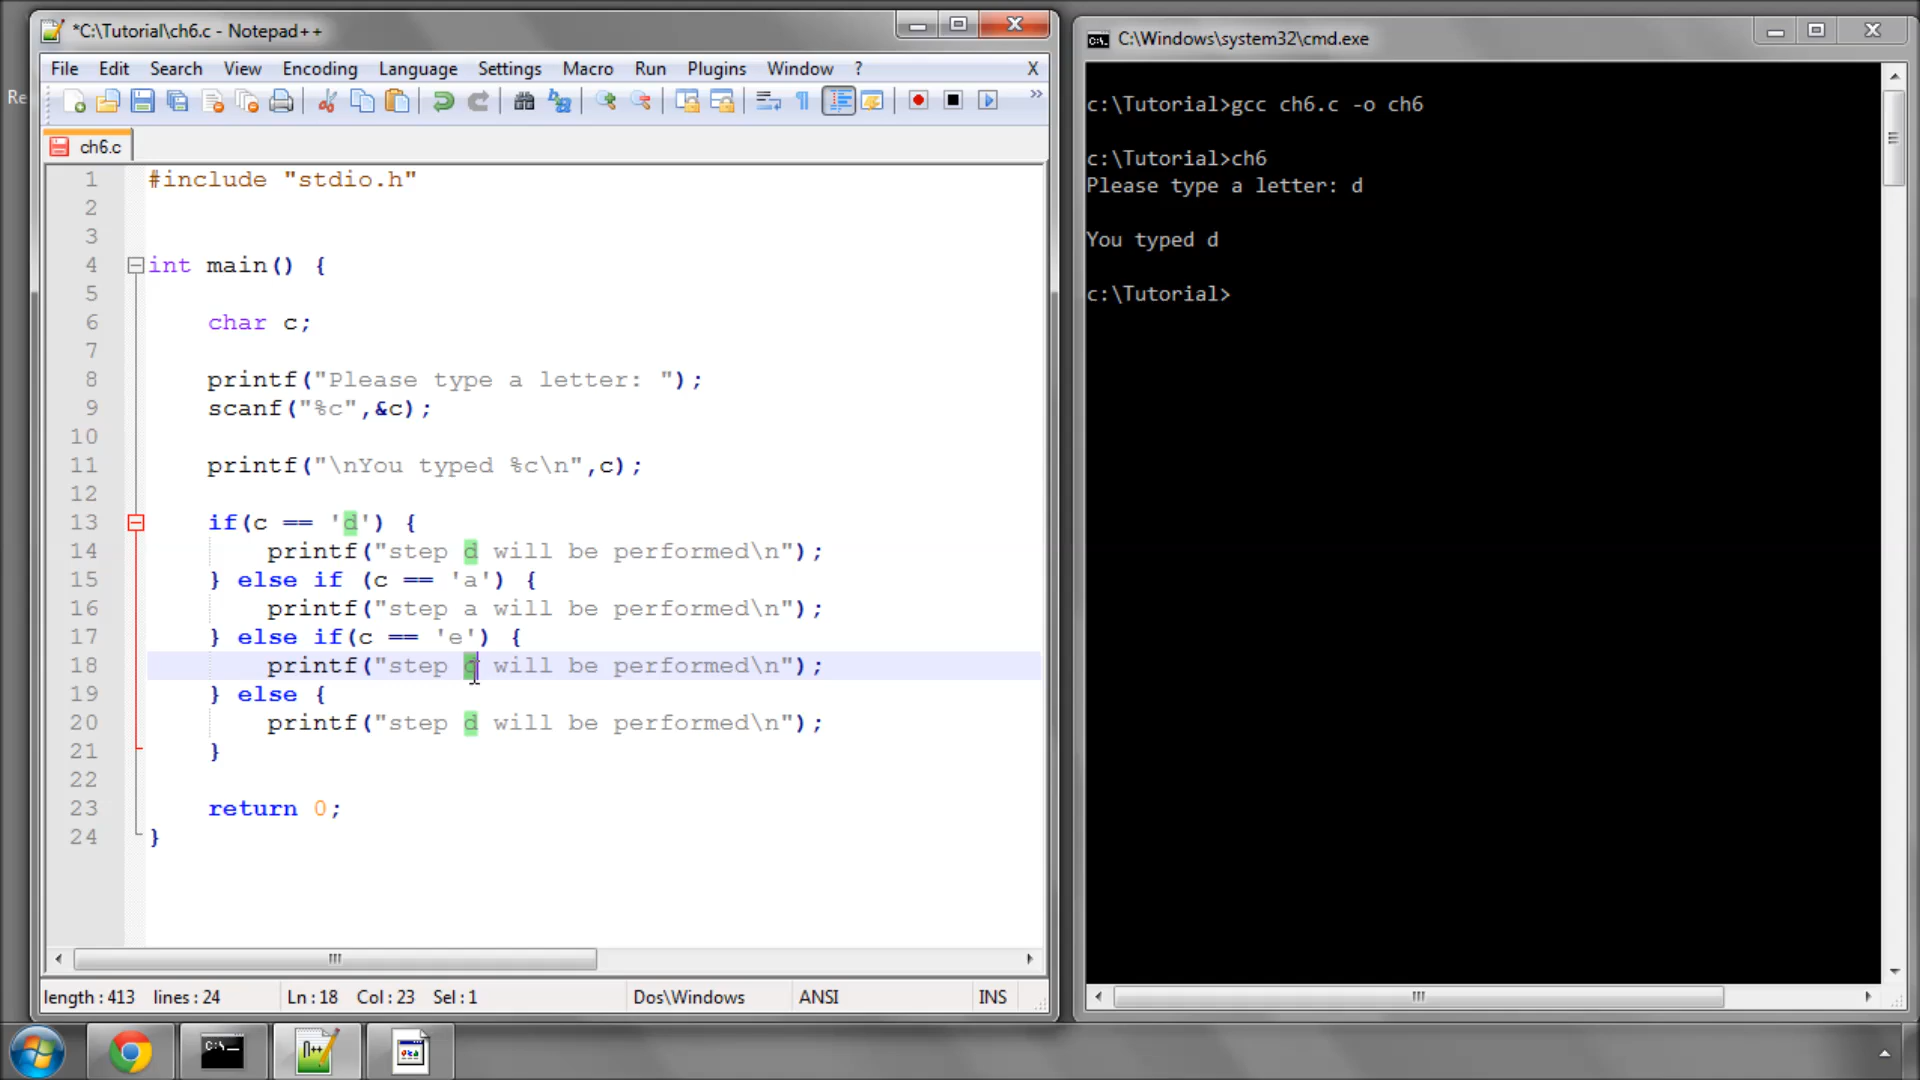 *C:\Tutorial\ch6.c - Notepad++
File Edit Search View Encoding Language Settings Macro Run Plugins Window ? X
Re
ch6.c
1 #include "stdio.h"
2
3
4 int main() {
5
6 char c;
7
8 printf("Please type a letter: ");
9 scanf("%c",&c);
10
11 printf("\nYou typed %c\n",c);
12
13 if(c == 'd') {
14 printf("step d will be performed\n");
15 } else if (c == 'a') {
16 printf("step a will be performed\n");
17 } else if(c == 'e') {
18 printf("step d will be performed\n");
19 } else {
20 printf("step d will be performed\n");
21 }
22
23 return 0;
24 }
length : 413 lines : 24 Ln : 18 Col : 23 Sel : 1 Dos\Windows ANSI INS
C:\Windows\system32\cmd.exe
c:\Tutorial>gcc ch6.c -o ch6
c:\Tutorial>ch6
Please type a letter: d
You typed d
c:\Tutorial>